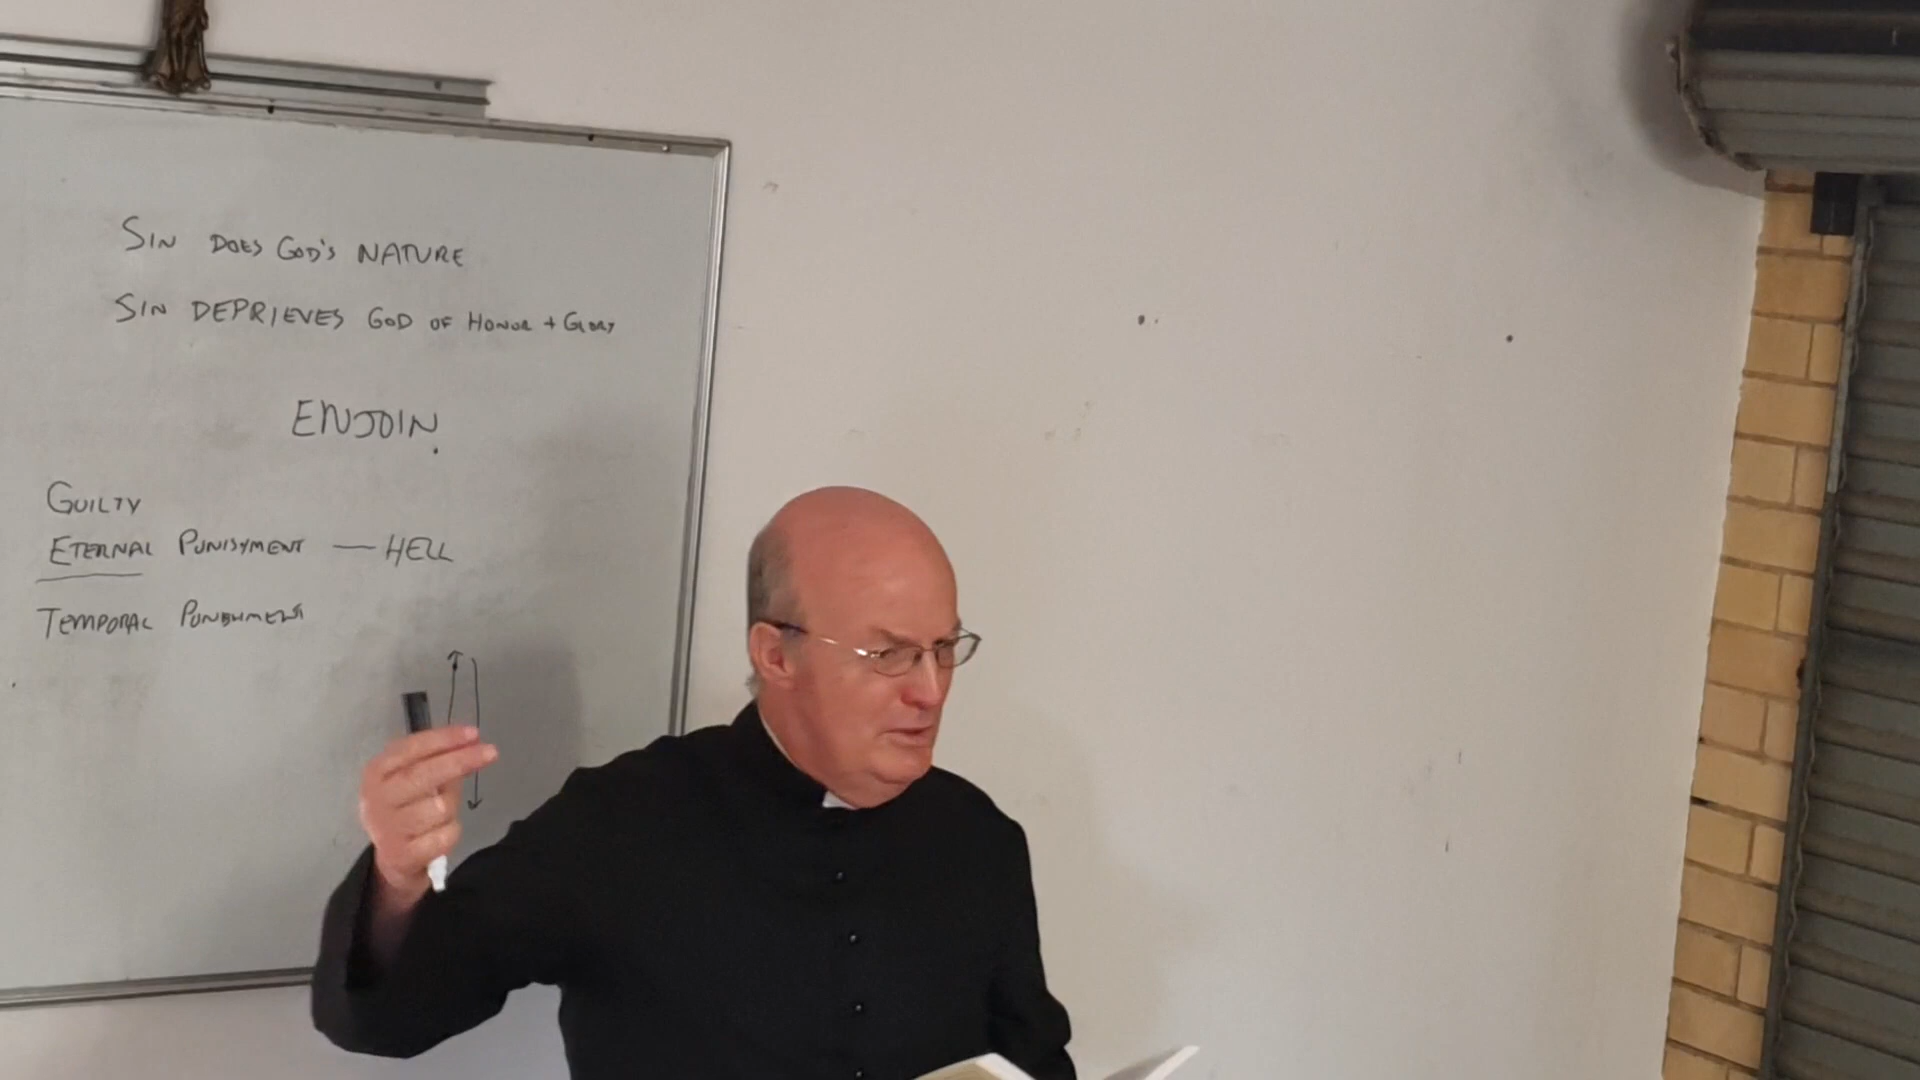 SIN DOES GOD'S NATURE
SIN DEPRIEVES GOD OF HONOR + GLORY
ENJOIN
GUILTY
ETERNAL PUNISHMENT — HELL
TEMPORAL PUNISHMENT